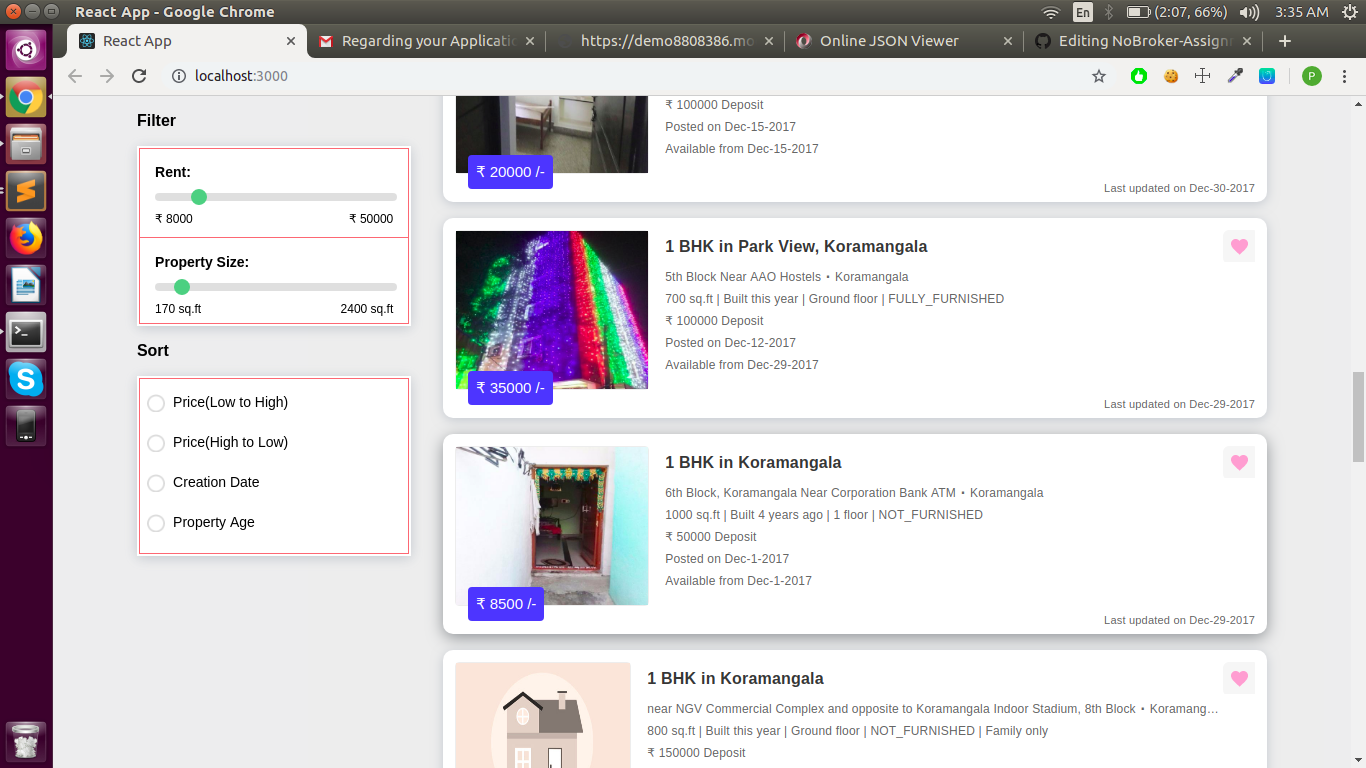 React App - Google Chrome
En
(2:07, 66%)
3:35 AM
React App
Regarding your Applicati
https://demo8808386.mo
Online JSON Viewer
Editing NoBroker-Assign
localhost:3000
P
Filter
Rent:
₹ 8000
₹ 50000
Property Size:
170 sq.ft
2400 sq.ft
Sort
Price(Low to High)
Price(High to Low)
Creation Date
Property Age
₹ 100000 Deposit
Posted on Dec-15-2017
Available from Dec-15-2017
₹ 20000 /-
Last updated on Dec-30-2017
1 BHK in Park View, Koramangala
5th Block Near AAO Hostels • Koramangala
700 sq.ft | Built this year | Ground floor | FULLY_FURNISHED
₹ 100000 Deposit
Posted on Dec-12-2017
Available from Dec-29-2017
₹ 35000 /-
Last updated on Dec-29-2017
1 BHK in Koramangala
6th Block, Koramangala Near Corporation Bank ATM • Koramangala
1000 sq.ft | Built 4 years ago | 1 floor | NOT_FURNISHED
₹ 50000 Deposit
Posted on Dec-1-2017
Available from Dec-1-2017
₹ 8500 /-
Last updated on Dec-29-2017
1 BHK in Koramangala
near NGV Commercial Complex and opposite to Koramangala Indoor Stadium, 8th Block • Koramang...
800 sq.ft | Built this year | Ground floor | NOT_FURNISHED | Family only
₹ 150000 Deposit